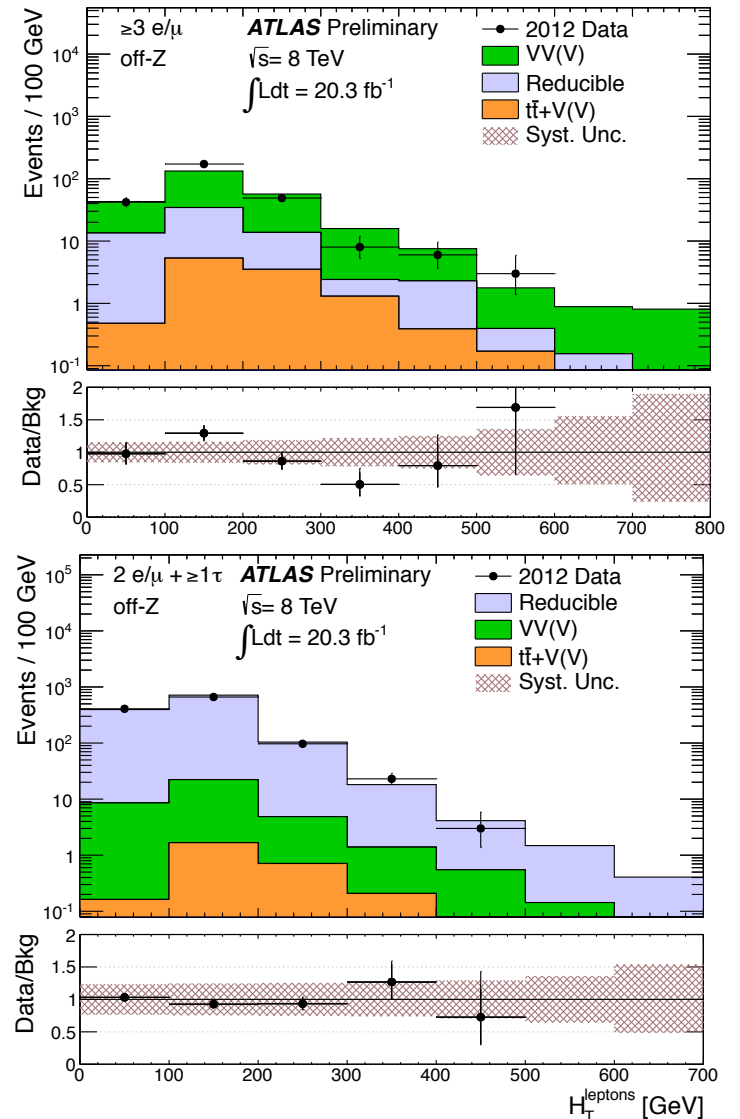 ≥3 e/μ ATLAS Preliminary
off-Z √s= 8 TeV
∫Ldt = 20.3 fb⁻¹
2012 Data
VV(V)
Reducible
tt̄+V(V)
Syst. Unc.
Events / 100 GeV
10⁴
10³
10²
10
1
10⁻¹
Data/Bkg
2
1.5
1
0.5
0
0 100 200 300 400 500 600 700 800
2 e/μ + ≥1τ ATLAS Preliminary
off-Z √s= 8 TeV
∫Ldt = 20.3 fb⁻¹
2012 Data
Reducible
VV(V)
tt̄+V(V)
Syst. Unc.
Events / 100 GeV
10⁵
10⁴
10³
10²
10
1
10⁻¹
Data/Bkg
2
1.5
1
0.5
0
0 100 200 300 400 500 600 700
H_T^leptons [GeV]